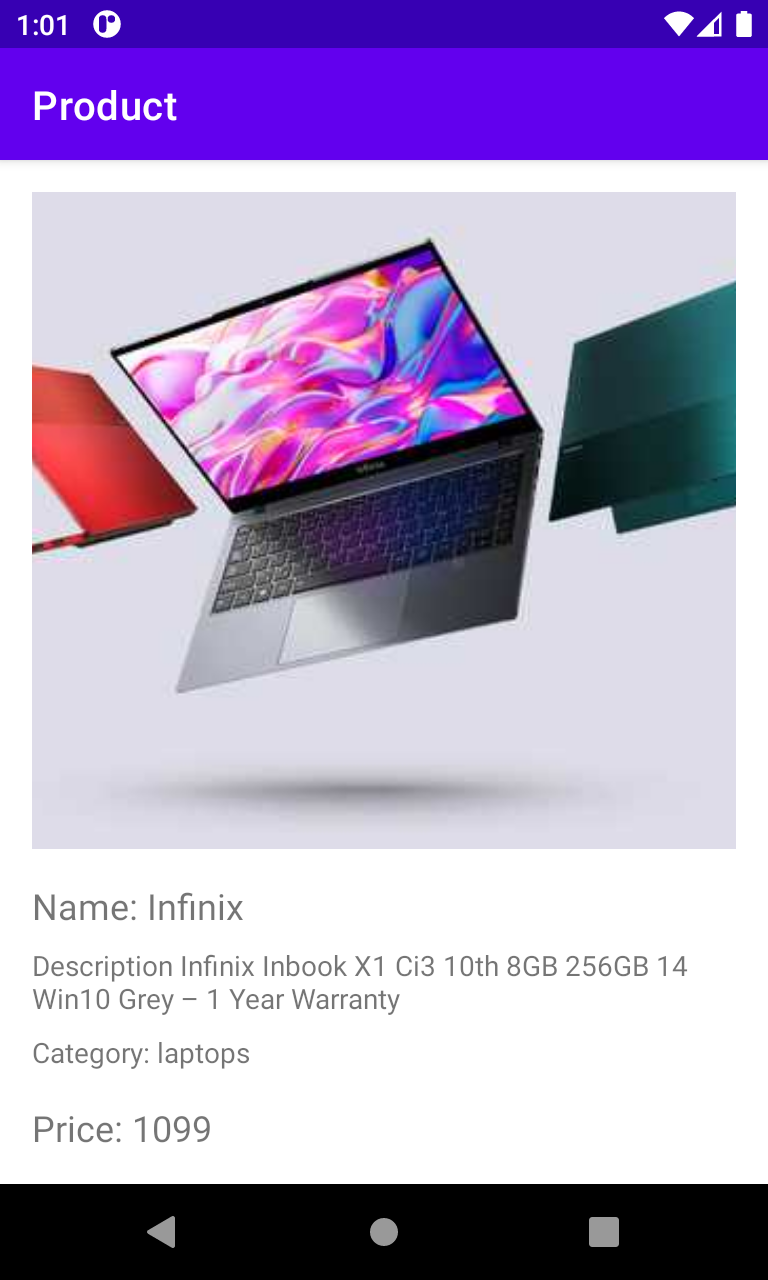 1:01
Product
Name: Infinix
Description Infinix Inbook X1 Ci3 10th 8GB 256GB 14
Win10 Grey – 1 Year Warranty
Category: laptops
Price: 1099